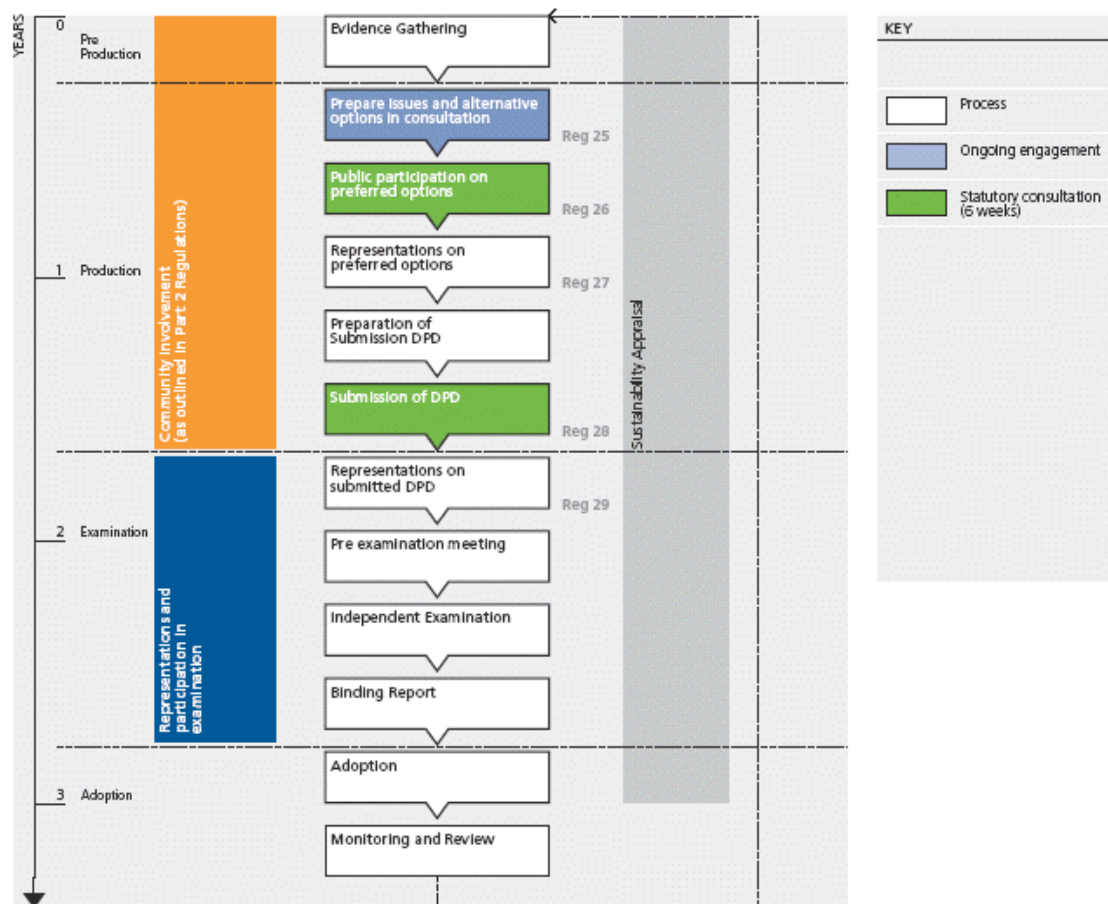 YEARS
0
Pre
Production
Evidence Gathering
Prepare issues and alternative
options in consultation
Reg 25
Public participation on
preferred options
Reg 26
1
Production
Representations on
preferred options
Reg 27
Preparation of
Submission DPD
Submission of DPD
Reg 28
Community Involvement
(as outlined in Part 2 Regulations)
Sustainability Appraisal
Representations on
submitted DPD
Reg 29
2
Examination
Pre examination meeting
Independent Examination
Binding Report
Representations and
participation in
examination
Adoption
3
Adoption
Monitoring and Review
KEY
Process
Ongoing engagement
Statutory consultation
(6 weeks)